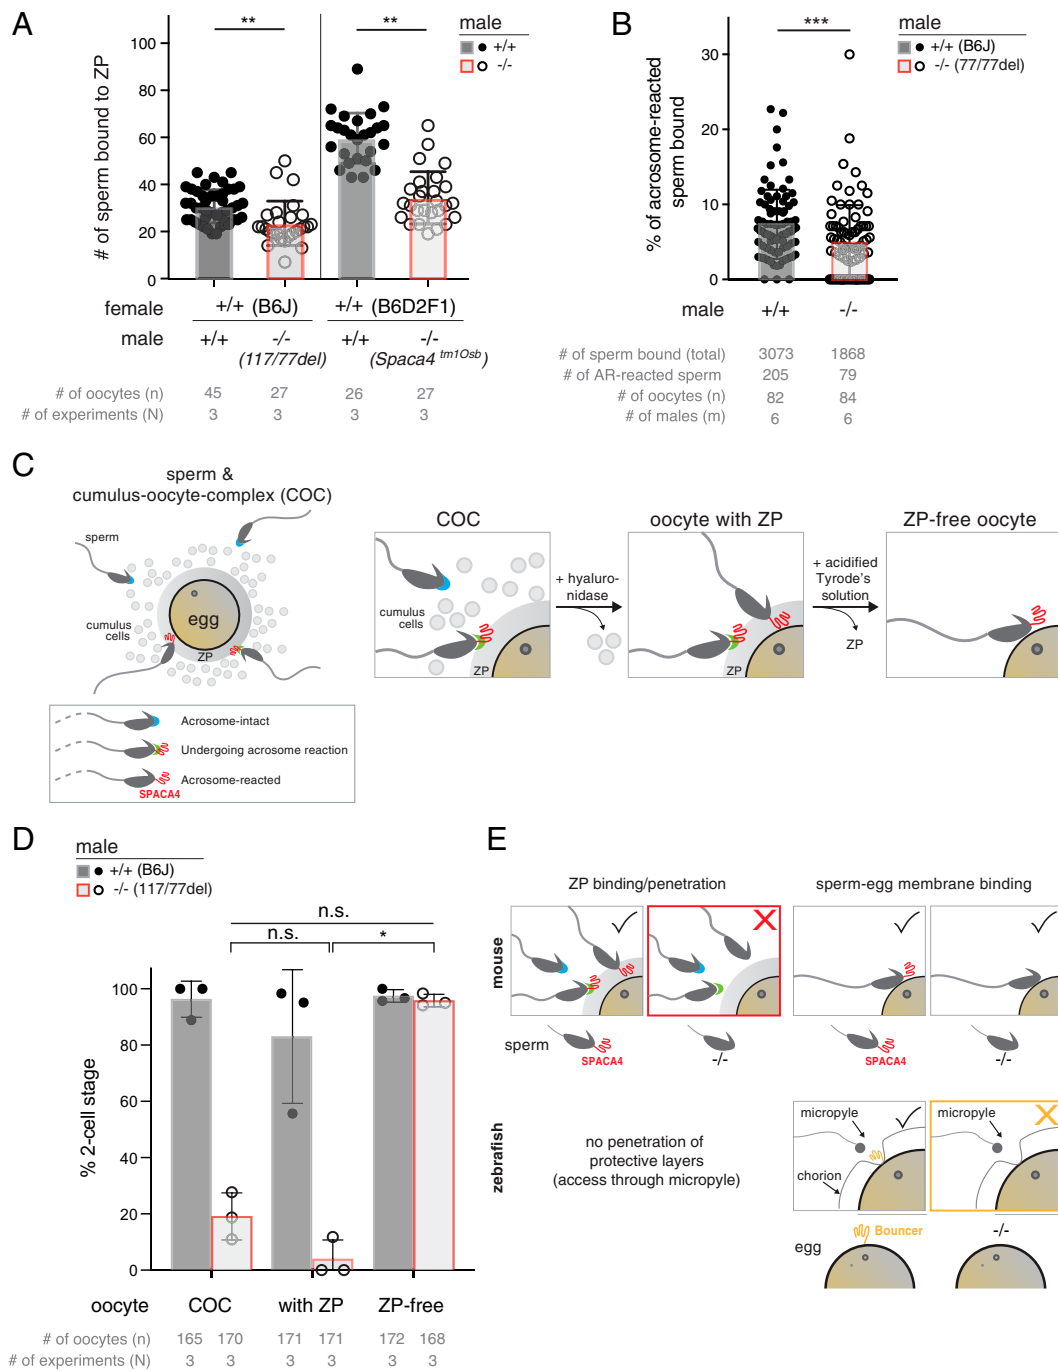 A
# of sperm bound to ZP
100
80
60
40
20
0
**
**
male
+/+
-/-
female
+/+ (B6J)
+/+ (B6D2F1)
male
+/+
-/-
+/+
-/-
(117/77del)
(Spaca4 tm1Osb)
# of oocytes (n)
45
27
26
27
# of experiments (N)
3
3
3
3
B
% of acrosome-reacted
sperm bound
30
20
10
0
***
male
+/+ (B6J)
-/- (77/77del)
male
+/+
-/-
# of sperm bound (total)
3073
1868
# of AR-reacted sperm
205
79
# of oocytes (n)
82
84
# of males (m)
6
6
C
sperm &
cumulus-oocyte-complex (COC)
sperm
cumulus
cells
egg
ZP
Acrosome-intact
Undergoing acrosome reaction
Acrosome-reacted
SPACA4
COC
cumulus
cells
ZP
+ hyaluro-
nidase
oocyte with ZP
ZP
+ acidified
Tyrode's
solution
ZP
ZP-free oocyte
D
male
+/+ (B6J)
-/- (117/77del)
n.s.
n.s.
*
% 2-cell stage
100
80
60
40
20
0
oocyte
COC
with ZP
ZP-free
# of oocytes (n)
165
170
171
171
172
168
# of experiments (N)
3
3
3
3
3
3
E
ZP binding/penetration
sperm-egg membrane binding
mouse
sperm
SPACA4
-/-
SPACA4
-/-
zebrafish
no penetration of
protective layers
(access through micropyle)
micropyle
chorion
micropyle
egg
Bouncer
-/-